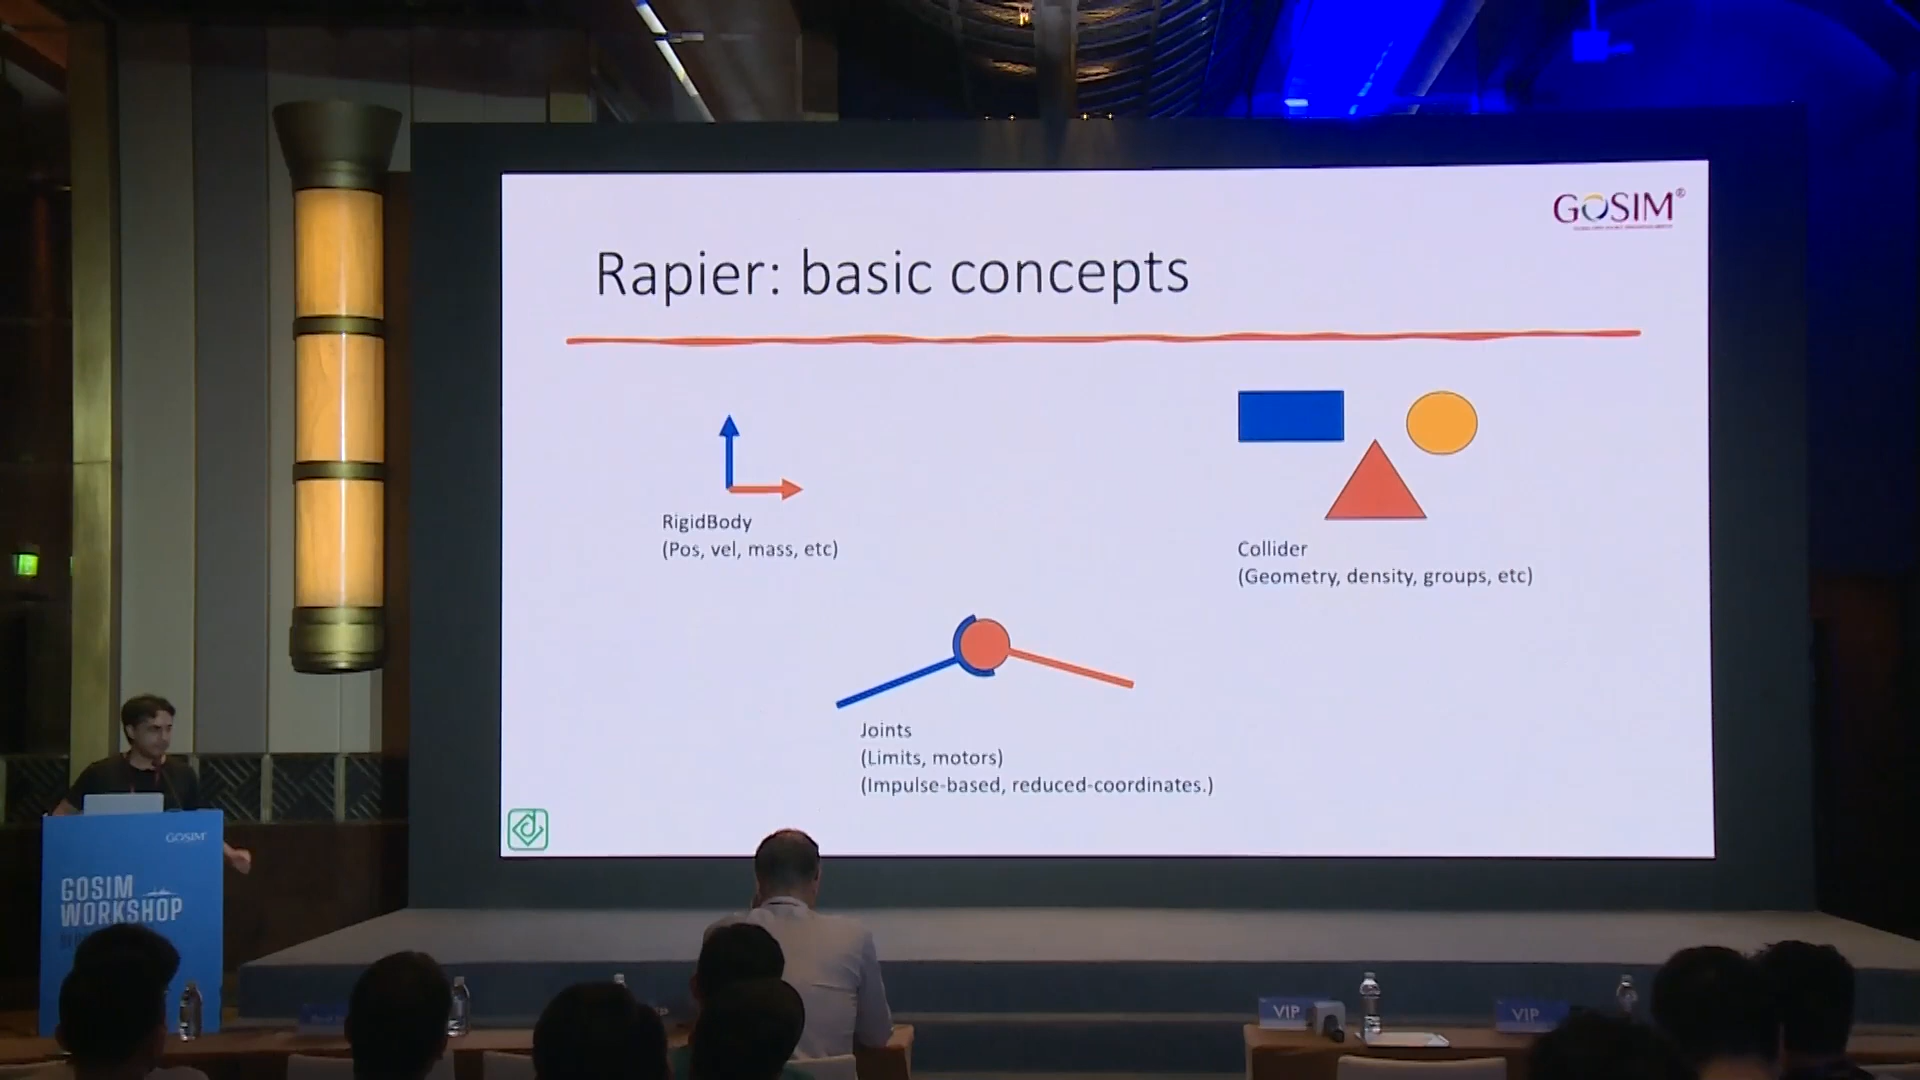 GOSIM®
Rapier: basic concepts
RigidBody
(Pos, vel, mass, etc)
Collider
(Geometry, density, groups, etc)
Joints
(Limits, motors)
(Impulse-based, reduced-coordinates.)
GOSIM
GOSIM
WORKSHOP
VIP
VIP